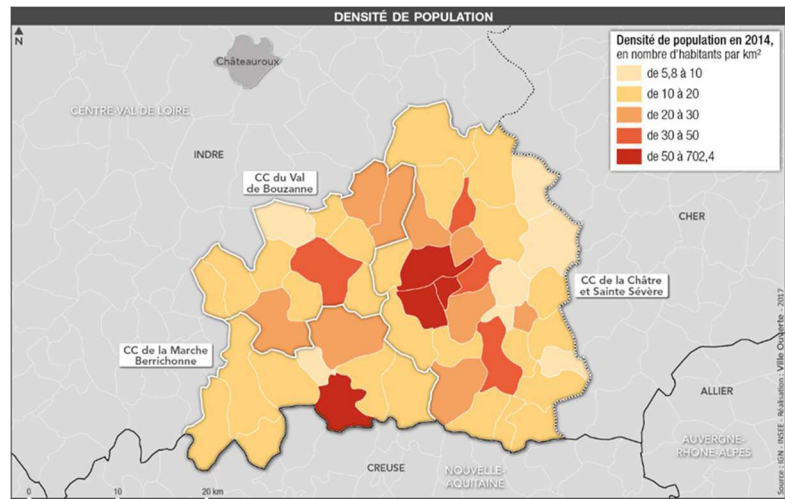 DENSITÉ DE POPULATION
N
Châteauroux
Densité de population en 2014,
en nombre d'habitants par km²
de 5,8 à 10
de 10 à 20
de 20 à 30
de 30 à 50
de 50 à 702,4
CENTRE-VAL DE LOIRE
INDRE
CC du Val
de Bouzanne
CHER
CC de la Châtre
et Sainte Sévère
CC de la Marche
Berrichonne
ALLIER
AUVERGNE-
RHONE-ALPES
CREUSE
NOUVELLE-
AQUITAINE
0
10
20 km
Source : IGN - INSEE - Réalisation : Ville Ouverte - 2017